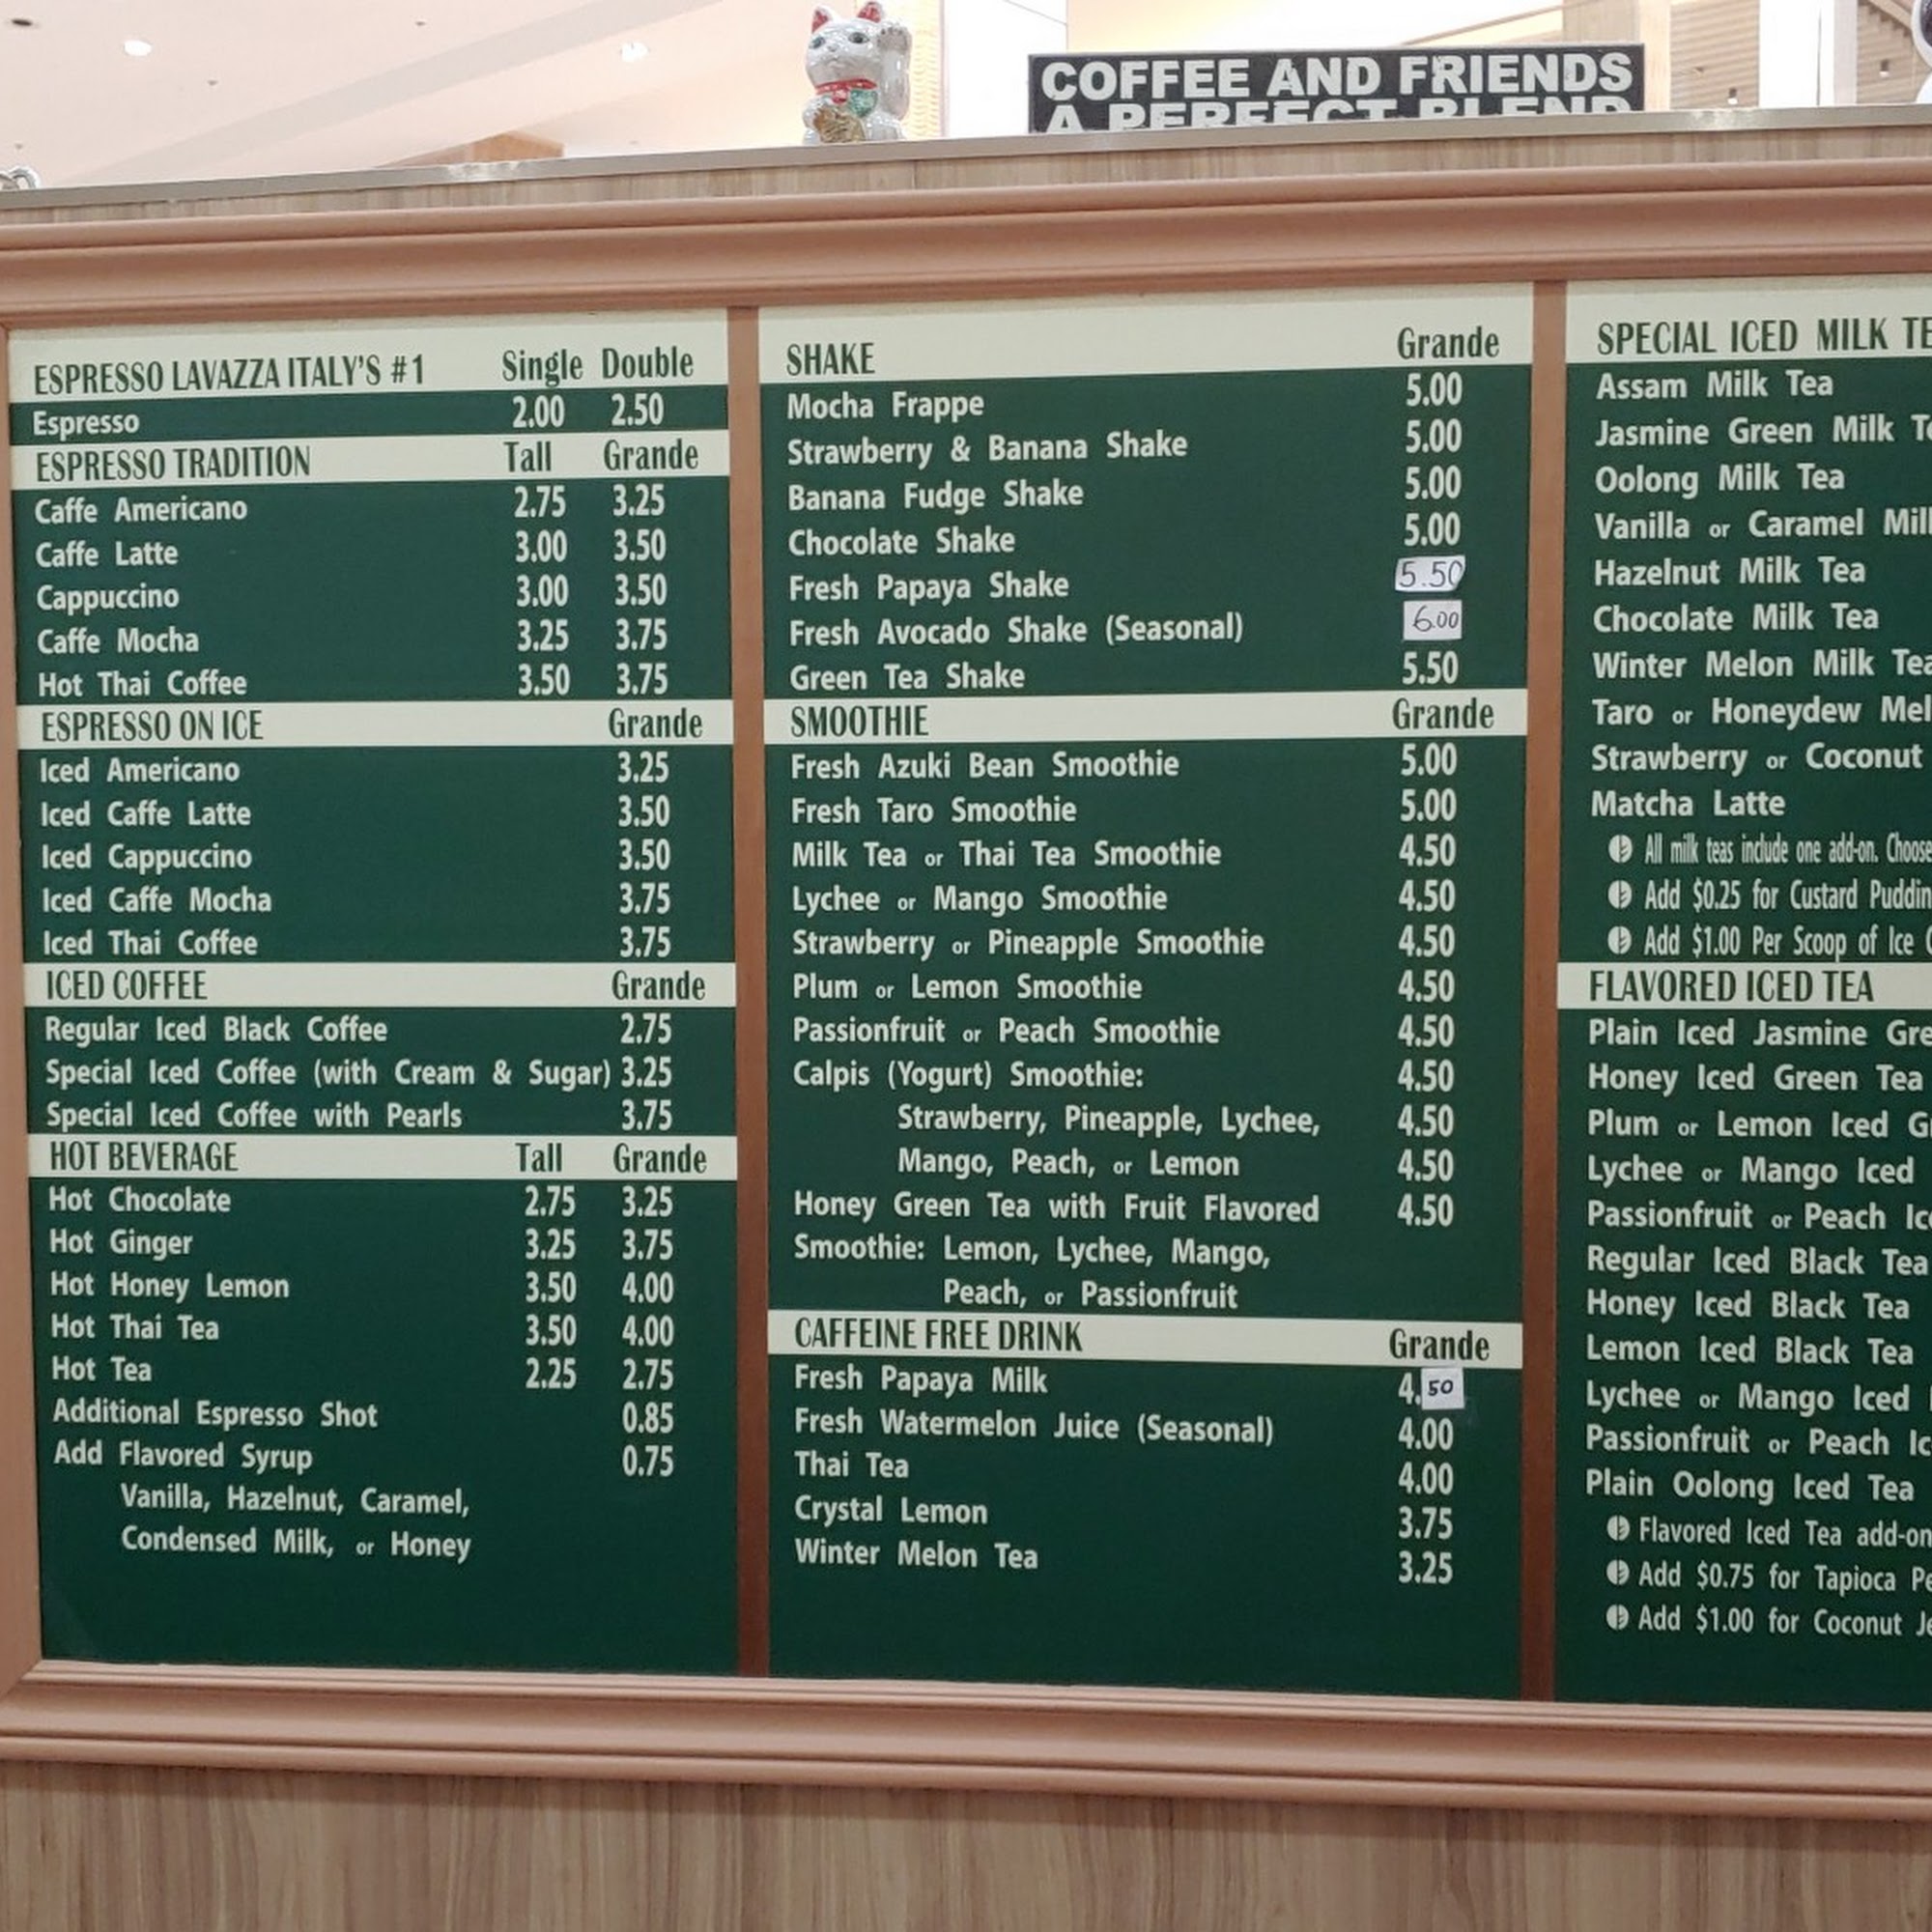 COFFEE AND FRIENDS
A PERFECT BLEND
ESPRESSO LAVAZZA ITALY'S #1 Single Double
Espresso 2.00 2.50
ESPRESSO TRADITION Tall Grande
Caffe Americano 2.75 3.25
Caffe Latte 3.00 3.50
Cappuccino 3.00 3.50
Caffe Mocha 3.25 3.75
Hot Thai Coffee 3.50 3.75
ESPRESSO ON ICE Grande
Iced Americano 3.25
Iced Caffe Latte 3.50
Iced Cappuccino 3.50
Iced Caffe Mocha 3.75
Iced Thai Coffee 3.75
ICED COFFEE Grande
Regular Iced Black Coffee 2.75
Special Iced Coffee (with Cream & Sugar) 3.25
Special Iced Coffee with Pearls 3.75
HOT BEVERAGE Tall Grande
Hot Chocolate 2.75 3.25
Hot Ginger 3.25 3.75
Hot Honey Lemon 3.50 4.00
Hot Thai Tea 3.50 4.00
Hot Tea 2.25 2.75
Additional Espresso Shot 0.85
Add Flavored Syrup 0.75
Vanilla, Hazelnut, Caramel,
Condensed Milk, or Honey
SHAKE Grande
Mocha Frappe 5.00
Strawberry & Banana Shake 5.00
Banana Fudge Shake 5.00
Chocolate Shake 5.00
Fresh Papaya Shake 5.50
Fresh Avocado Shake (Seasonal) 6.00
Green Tea Shake 5.50
SMOOTHIE Grande
Fresh Azuki Bean Smoothie 5.00
Fresh Taro Smoothie 5.00
Milk Tea or Thai Tea Smoothie 4.50
Lychee or Mango Smoothie 4.50
Strawberry or Pineapple Smoothie 4.50
Plum or Lemon Smoothie 4.50
Passionfruit or Peach Smoothie 4.50
Calpis (Yogurt) Smoothie: 4.50
Strawberry, Pineapple, Lychee, 4.50
Mango, Peach, or Lemon 4.50
Honey Green Tea with Fruit Flavored 4.50
Smoothie: Lemon, Lychee, Mango,
Peach, or Passionfruit
CAFFEINE FREE DRINK Grande
Fresh Papaya Milk 4.50
Fresh Watermelon Juice (Seasonal) 4.00
Thai Tea 4.00
Crystal Lemon 3.75
Winter Melon Tea 3.25
SPECIAL ICED MILK
Assam Milk Tea
Jasmine Green Milk
Oolong Milk Tea
Vanilla or Caramel
Hazelnut Milk Tea
Chocolate Milk Tea
Winter Melon Milk
Taro or Honeydew
Strawberry or Coconut
Matcha Latte
All milk teas include one add-on. Choose
Add $0.25 for Custard
Add $1.00 Per Scoop of Ice
FLAVORED ICED TEA
Plain Iced Jasmine
Honey Iced Green Tea
Plum or Lemon Iced
Lychee or Mango Iced
Passionfruit or Peach
Regular Iced Black Tea
Honey Iced Black Tea
Lemon Iced Black Tea
Lychee or Mango Iced
Passionfruit or Peach
Plain Oolong Iced Tea
Flavored Iced Tea add-on
Add $0.75 for Tapioca
Add $1.00 for Coconut